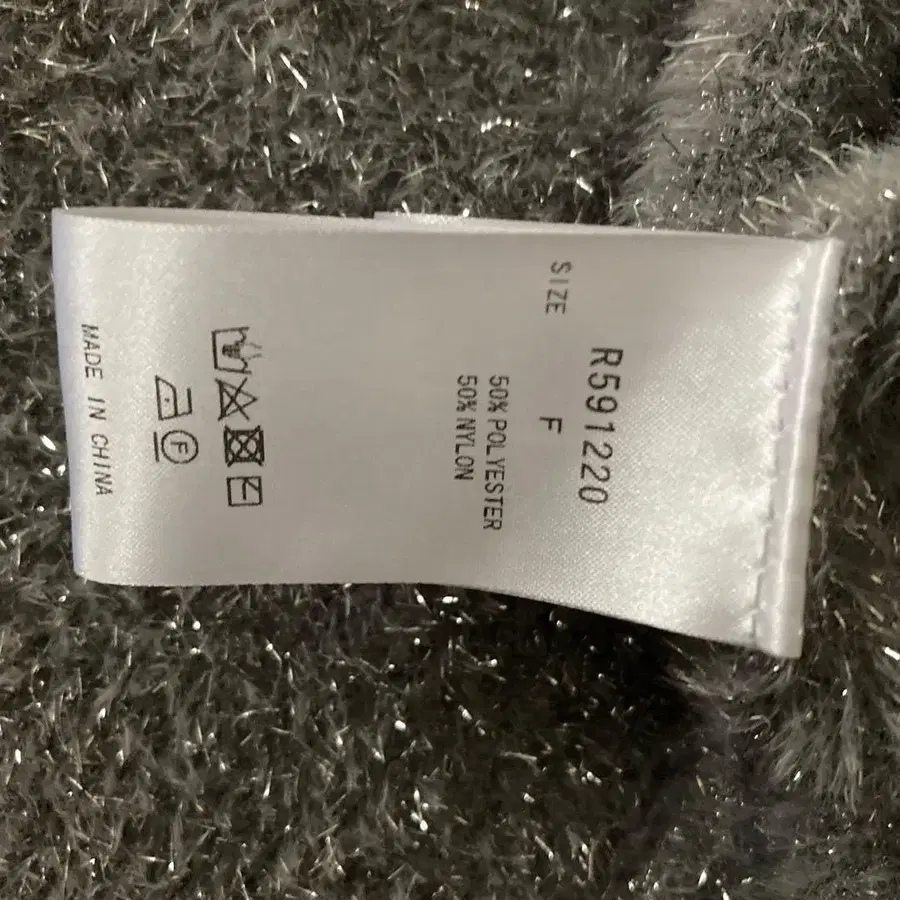 R591220
SIZE F
50% POLYESTER
50% NYLON
F
MADE IN CHINA